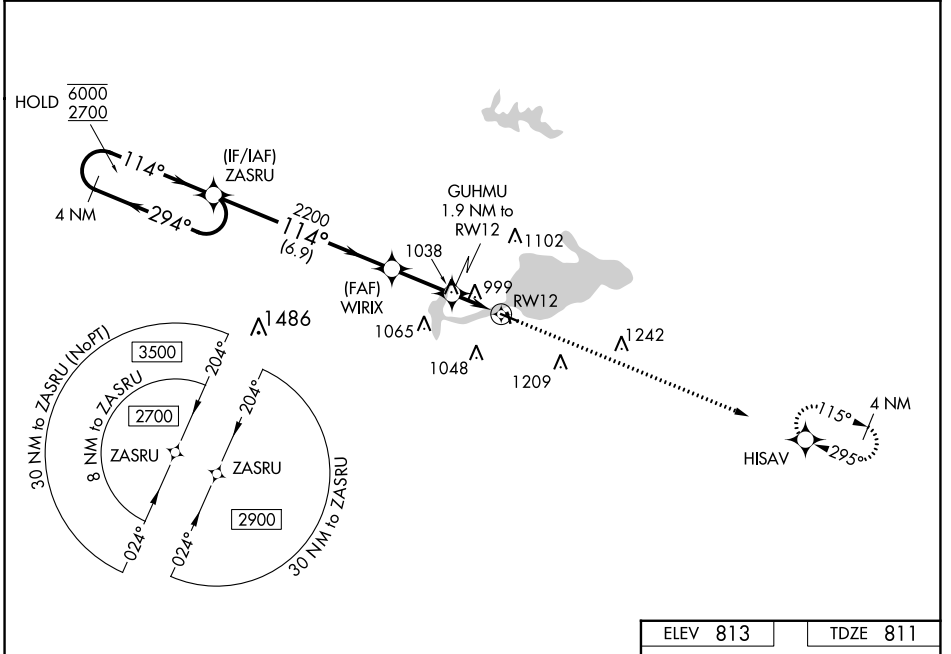 HOLD 6000
2700
114°
294°
4 NM
(IF/IAF)
ZASRU
2200
114°
(6.9)
(FAF)
WIRIX
GUHMU
1.9 NM to
RW12
1038
1102
999
RW12
1065
1048
1209
1242
4 NM
115°
295°
HISAV
1486
30 NM to ZASRU (NoPT)
3500
204°
8 NM to ZASRU
2700
ZASRU
024°
204°
ZASRU
2900
024°
30 NM to ZASRU
ELEV 813
TDZE 811